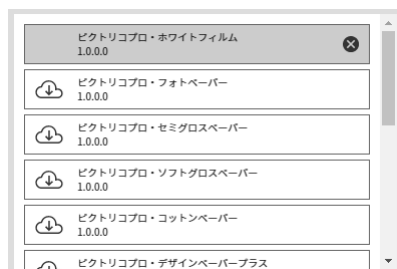 ピクトリコプロ・ホワイトフィルム
1.0.0.0
ピクトリコプロ・フォトペーパー
1.0.0.0
ピクトリコプロ・セミグロスペーパー
1.0.0.0
ピクトリコプロ・ソフトグロスペーパー
1.0.0.0
ピクトリコプロ・コットンペーパー
1.0.0.0
ピクトリコプロ・デザインペーパープラス